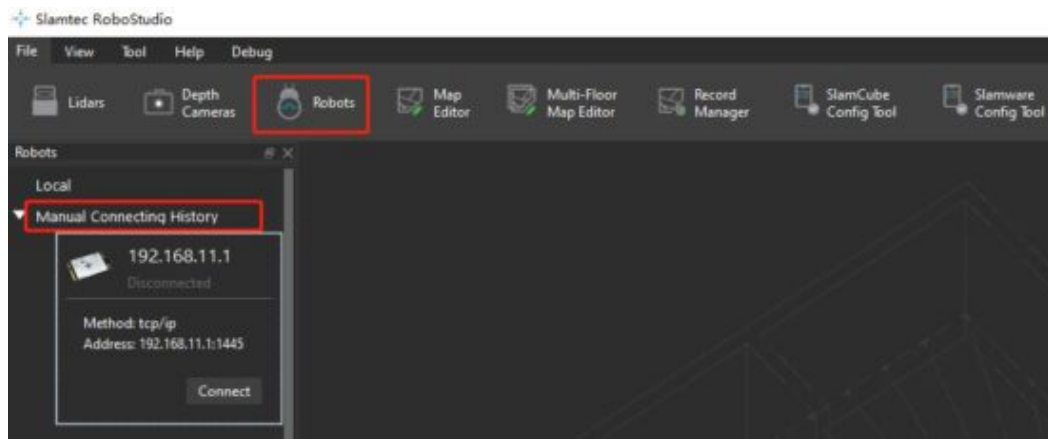 Slamtec RoboStudio
File View Tool Help Debug
Lidars
Depth
Cameras
Robots
Map
Editor
Multi-Floor
Map Editor
Record
Manager
SlamCube
Config Tool
Slamware
Config Tool
Robots
Local
Manual Connecting History
192.168.11.1
Disconnected
Method: tcp/ip
Address: 192.168.11.1:1445
Connect